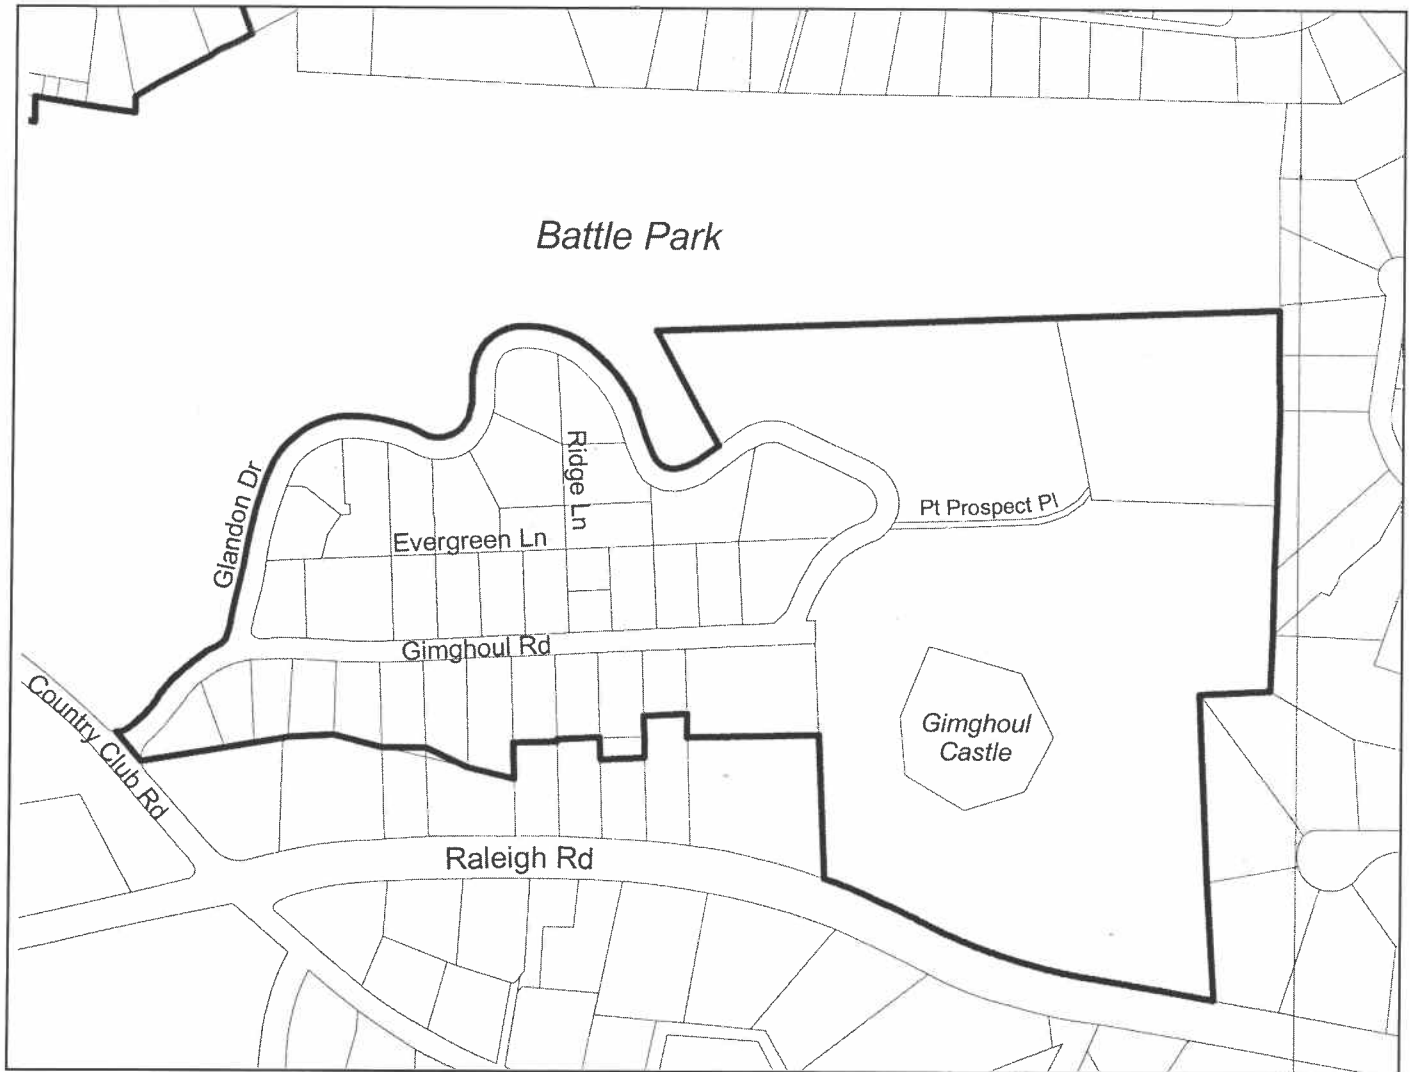 Battle Park
Ridge Ln
Glandon Dr
Pt Prospect Pl
Evergreen Ln
Gimghoul Rd
Country Club Rd
Gimghoul
Castle
Raleigh Rd